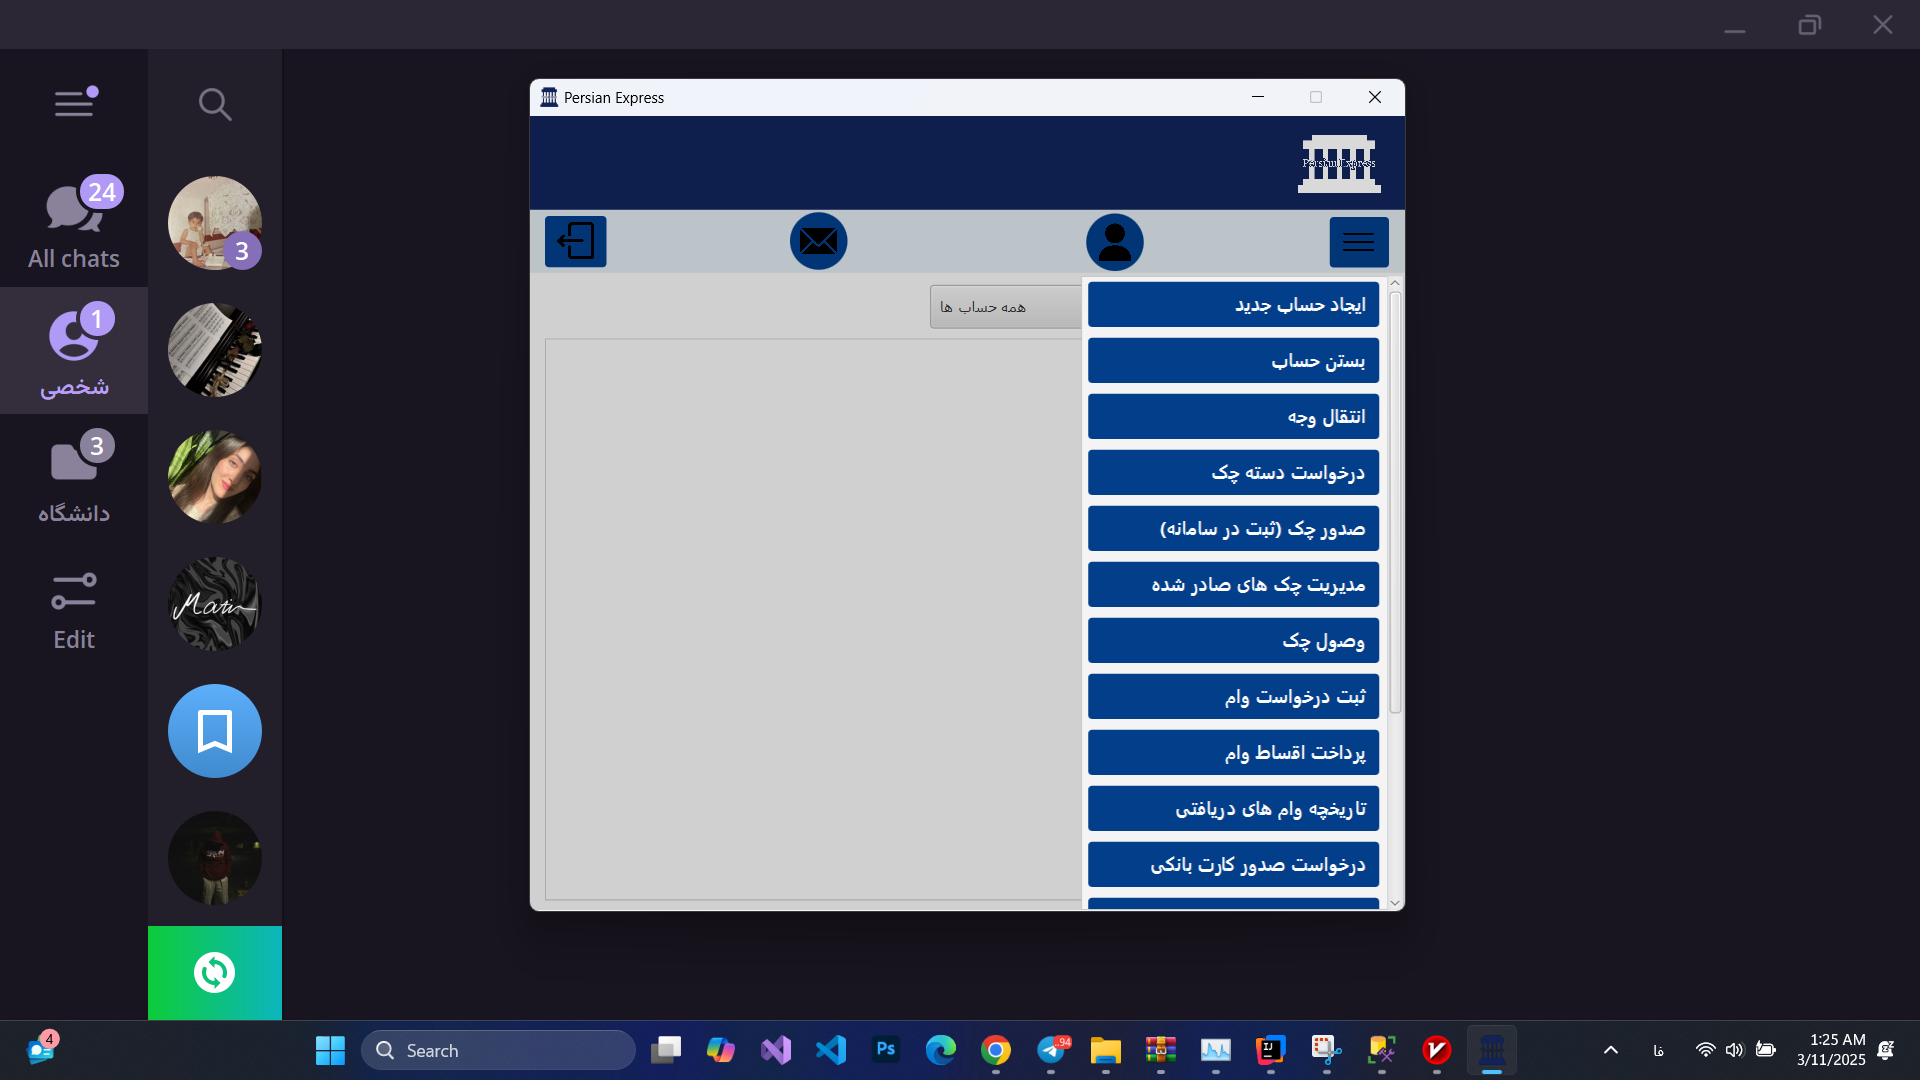 24
All chats
1
شخصی
3
دانشگاه
Edit
3
Matin
Persian Express
Persian Express
همه حساب ها
ایجاد حساب جدید
بستن حساب
انتقال وجه
درخواست دسته چک
صدور چک (ثبت در سامانه)
مدیریت چک های صادر شده
وصول چک
ثبت درخواست وام
پرداخت اقساط وام
تاریخچه وام های دریافتی
درخواست صدور کارت بانکی
4
Search
Ps
..94
IJ
فا
1:25 AM
3/11/2025